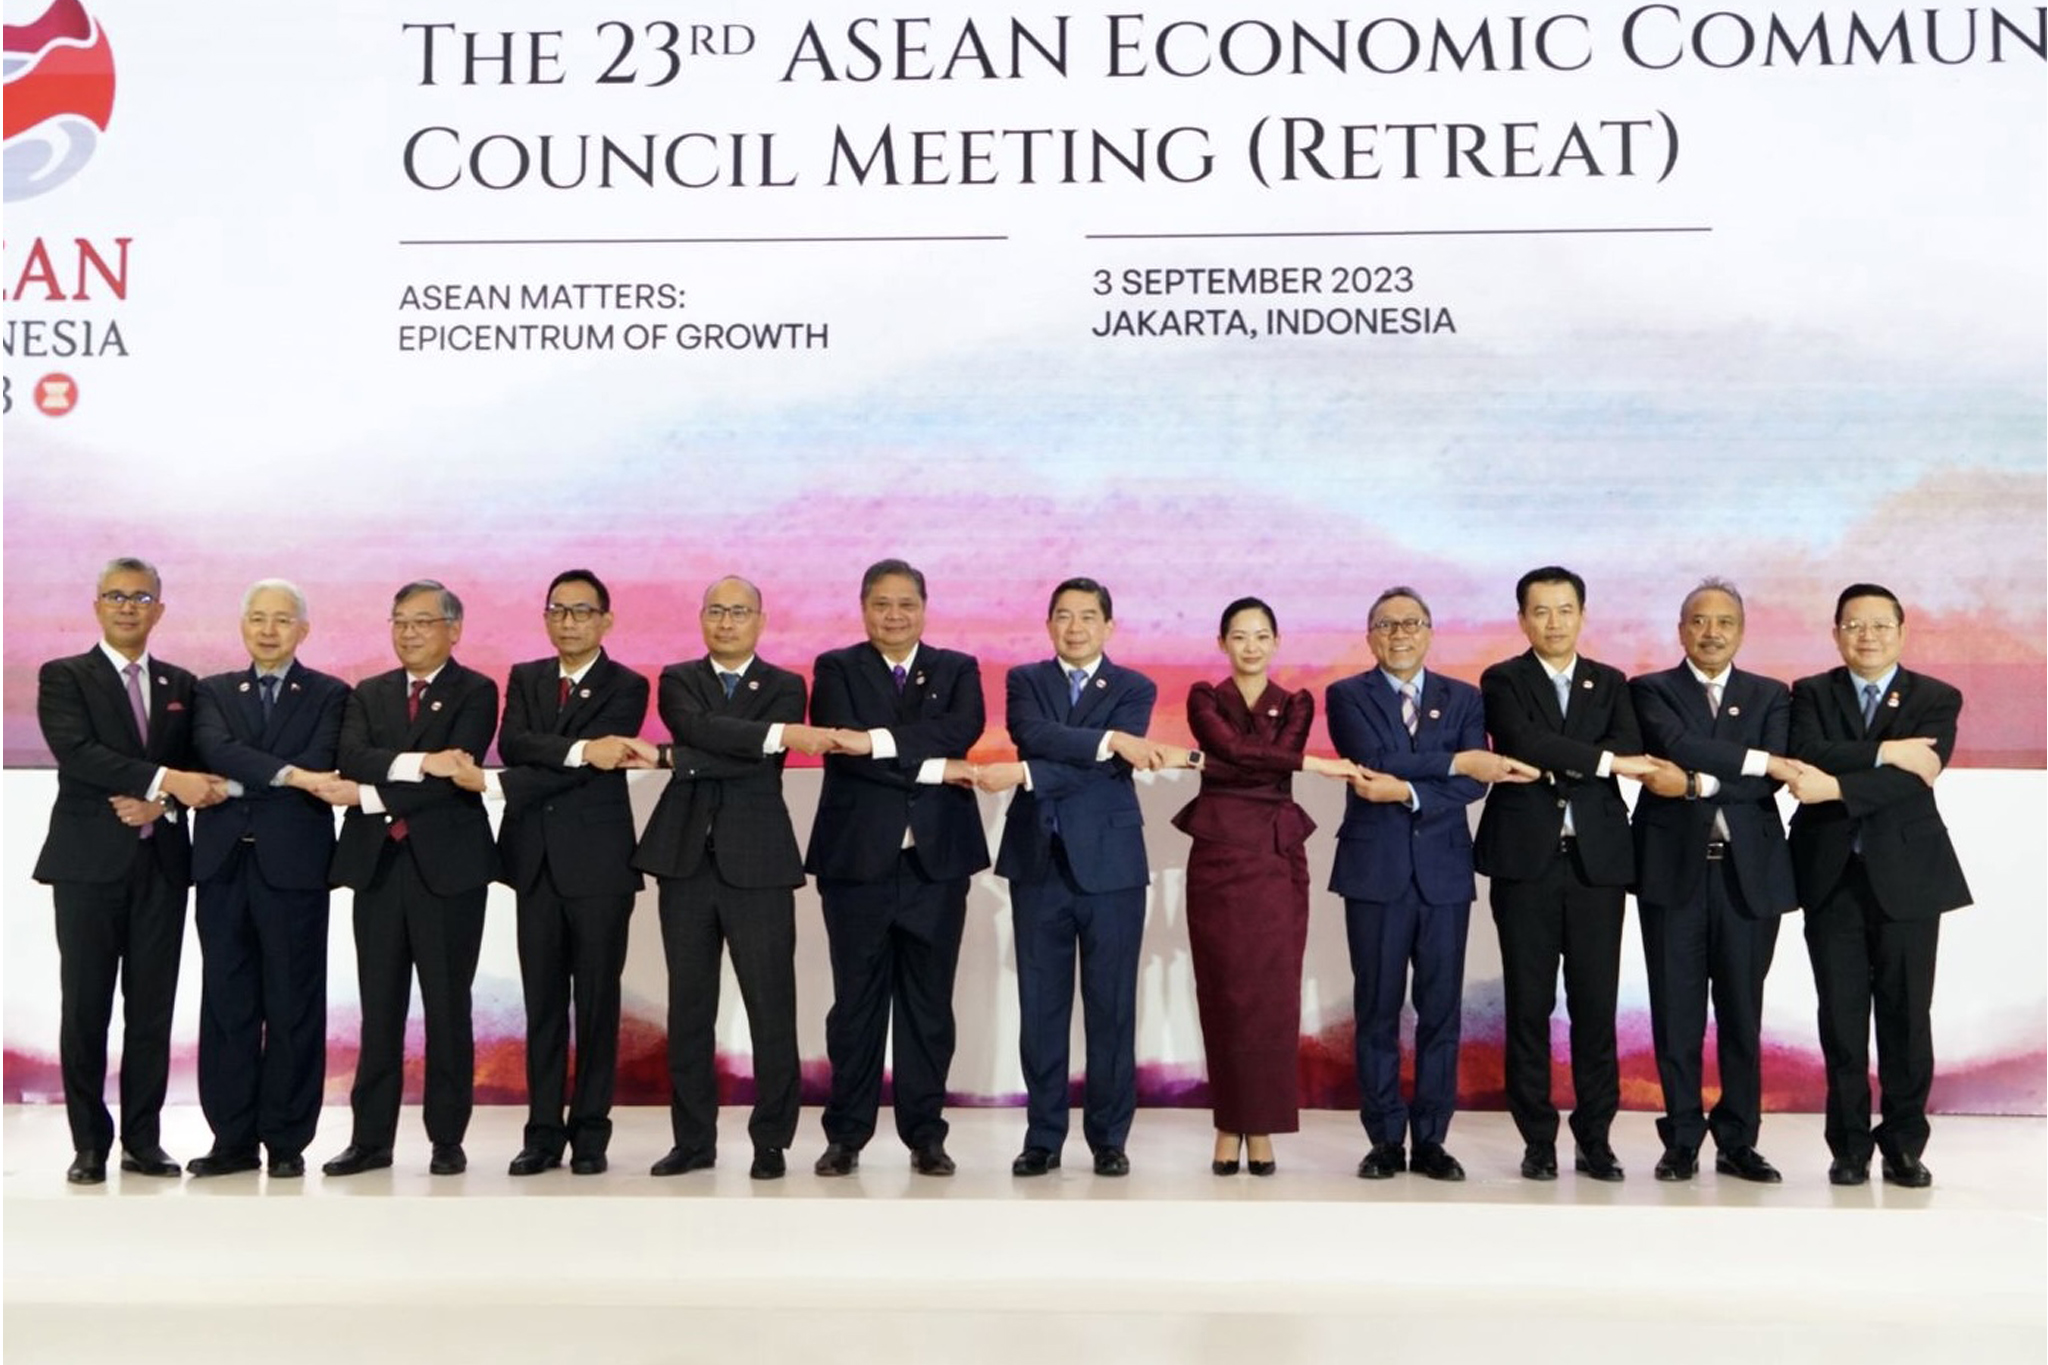 THE 23RD ASEAN ECONOMIC COMMUN
COUNCIL MEETING (RETREAT)
ASEAN MATTERS:
EPICENTRUM OF GROWTH
3 SEPTEMBER 2023
JAKARTA, INDONESIA
EAN
NESIA
3